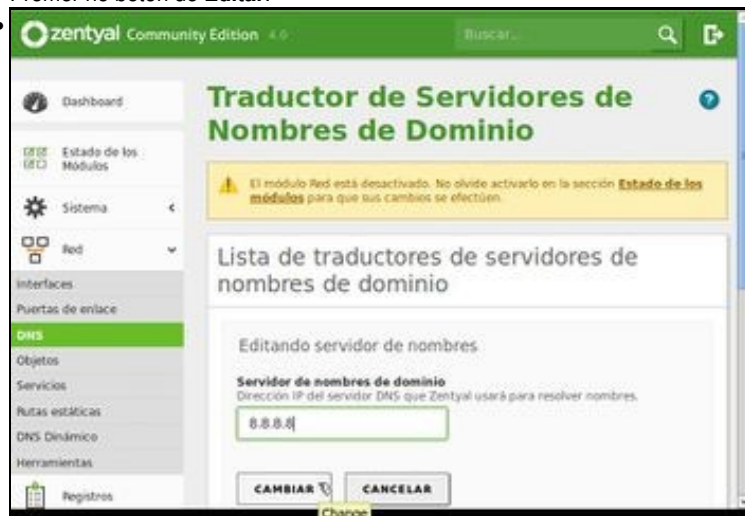 Premer no botón de Editar.
zentyal Community Edition 4.0
Buscar...
Dashboard
Estado de los
Módulos
Sistema
Red
Interfaces
Puertas de enlace
DNS
Objetos
Servicios
Rutas estáticas
DNS Dinámico
Herramientas
Registros
Traductor de Servidores de
Nombres de Dominio
El módulo Red está desactivado. No olvide activarlo en la sección Estado de los
módulos para que sus cambios se efectúen.
Lista de traductores de servidores de
nombres de dominio
Editando servidor de nombres
Servidor de nombres de dominio
Dirección IP del servidor DNS que Zentyal usará para resolver nombres.
8.8.8.8
CAMBIAR CANCELAR
Change